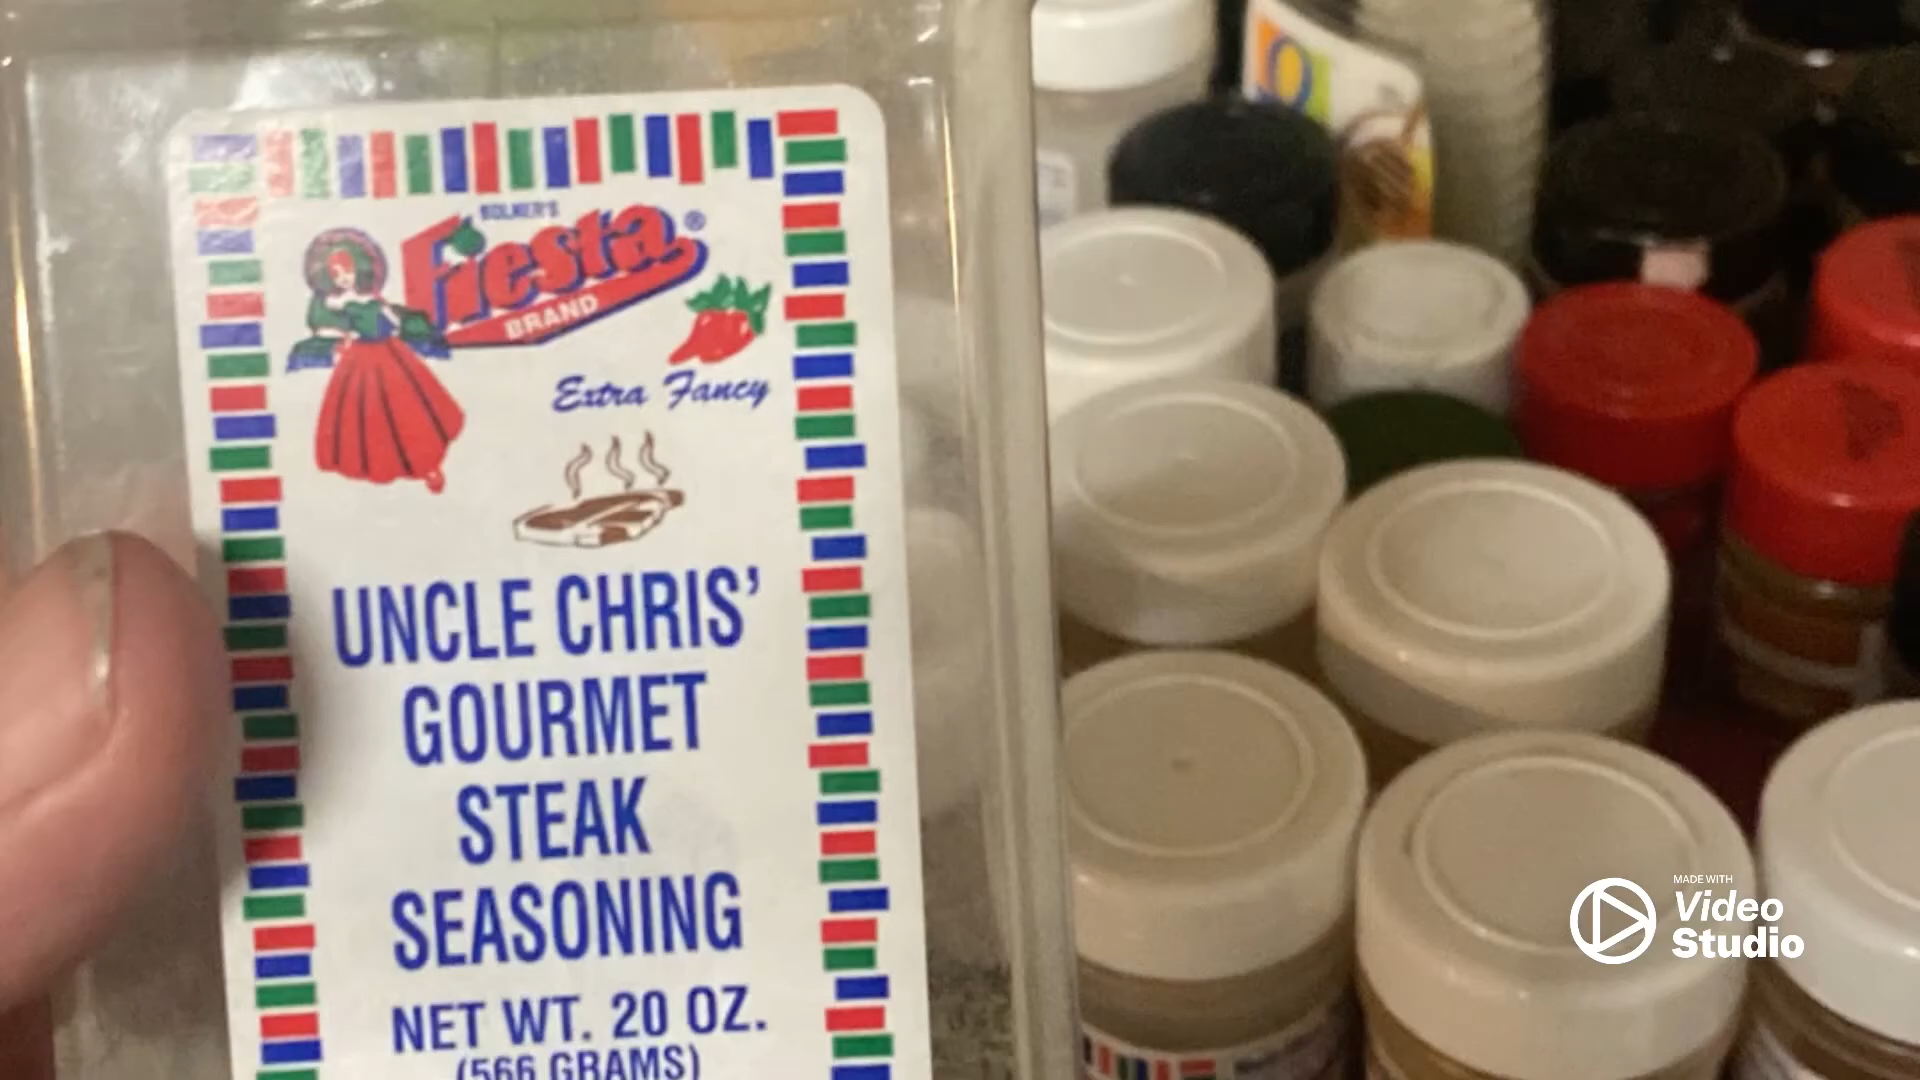 BOLNER'S
Fiesta®
BRAND
Extra Fancy
UNCLE CHRIS'
GOURMET
STEAK
SEASONING
NET WT. 20 OZ.
(566 GRAMS)
MADE WITH
Video
Studio